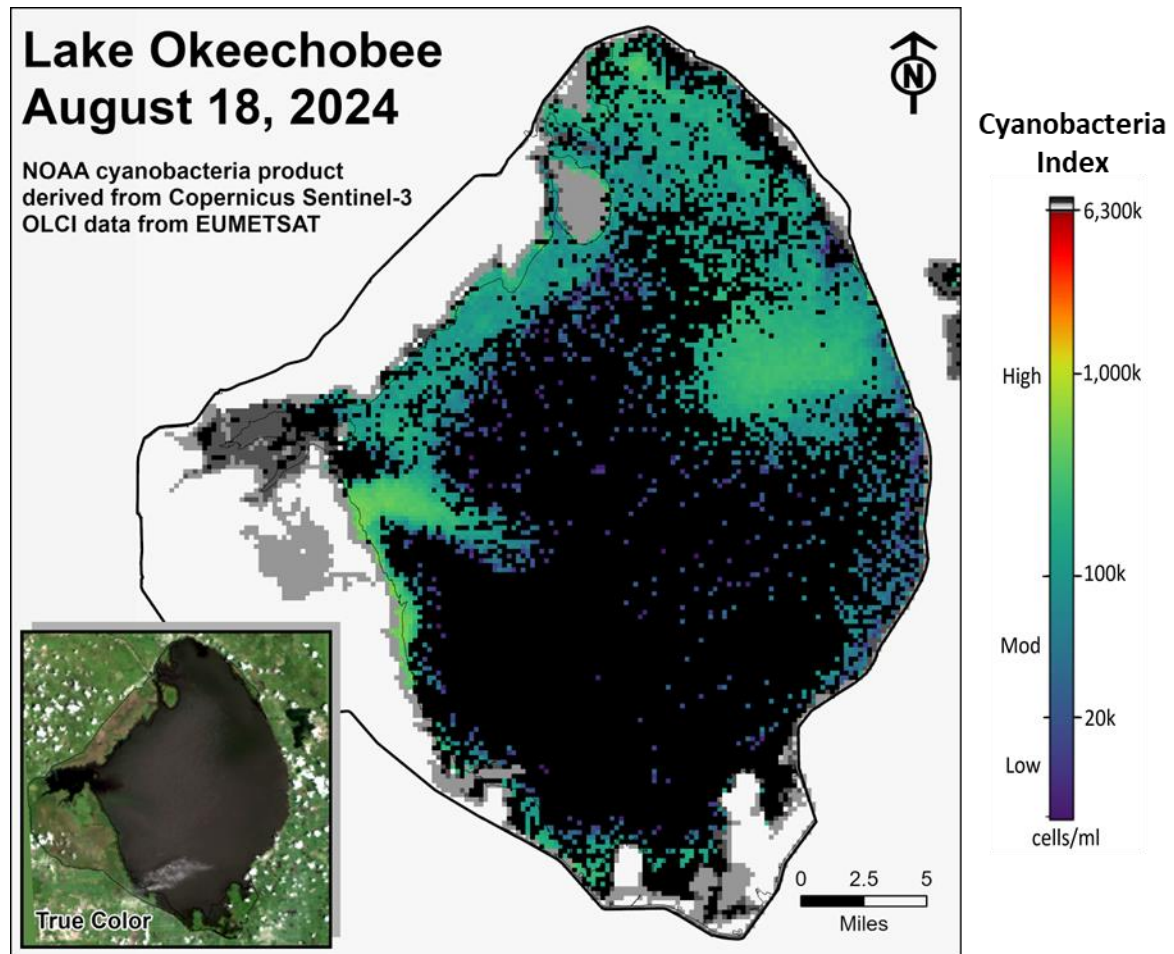 Lake Okeechobee
August 18, 2024
NOAA cyanobacteria product
derived from Copernicus Sentinel-3
OLCI data from EUMETSAT
N
Cyanobacteria
Index
6,300k
High
1,000k
100k
Mod
20k
Low
cells/ml
True Color
0 2.5 5
Miles